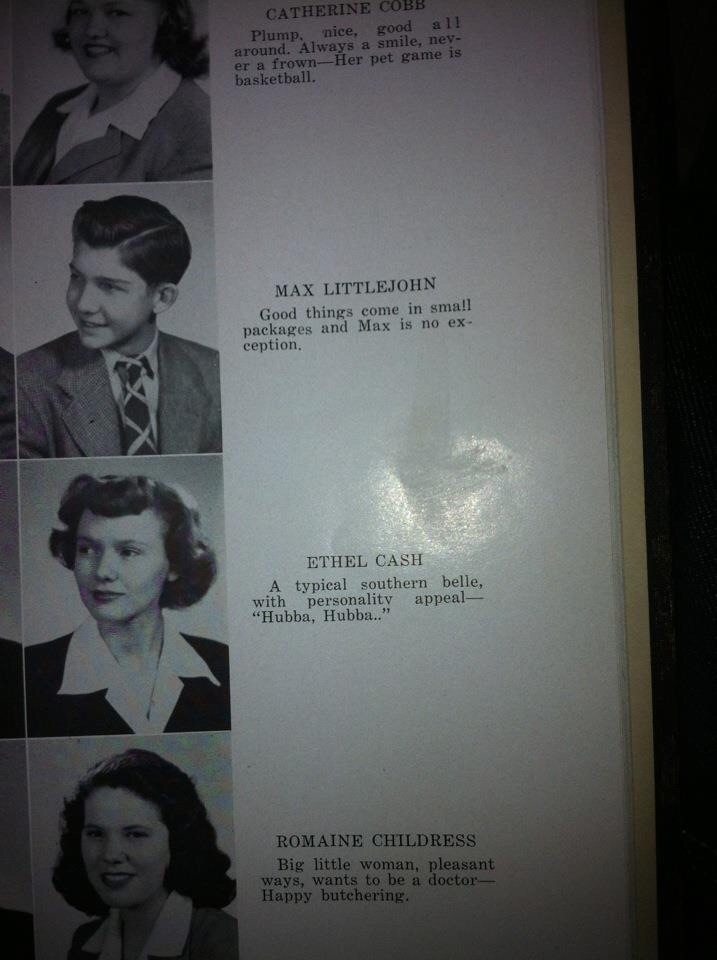 CATHERINE COBB
Plump, nice, good all
around. Always a smile, nev-
er a frown—Her pet game is
basketball.
MAX LITTLEJOHN
Good things come in small
packages and Max is no ex-
ception.
ETHEL CASH
A typical southern belle,
with personality appeal—
“Hubba, Hubba..”
ROMAINE CHILDRESS
Big little woman, pleasant
ways, wants to be a doctor—
Happy butchering.